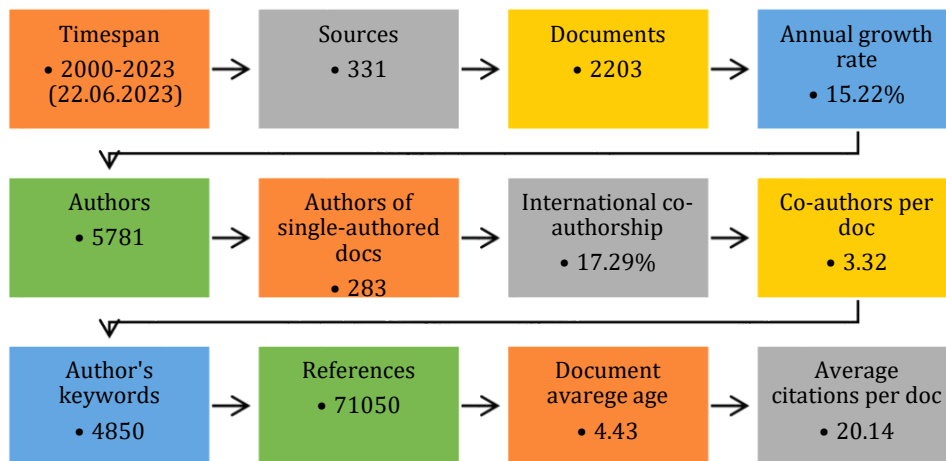 Timespan
• 2000-2023
(22.06.2023)
Sources
• 331
Documents
• 2203
Annual growth
rate
• 15.22%
Authors
• 5781
Authors of
single-authored
docs
• 283
International co-
authorship
• 17.29%
Co-authors per
doc
• 3.32
Author's
keywords
• 4850
References
• 71050
Document
avarege age
• 4.43
Average
citations per doc
• 20.14